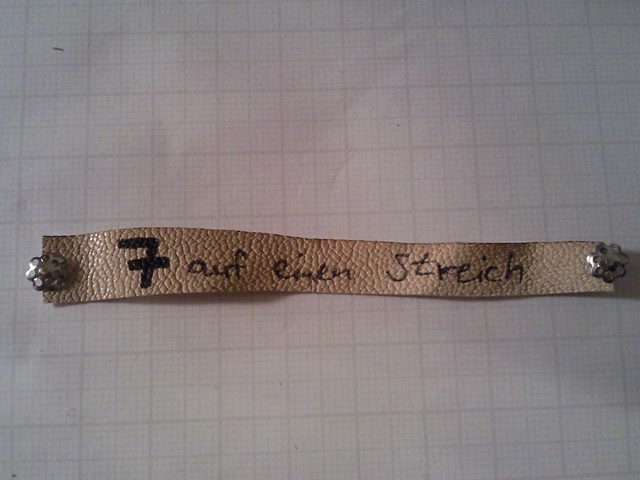 7 auf einen Streich